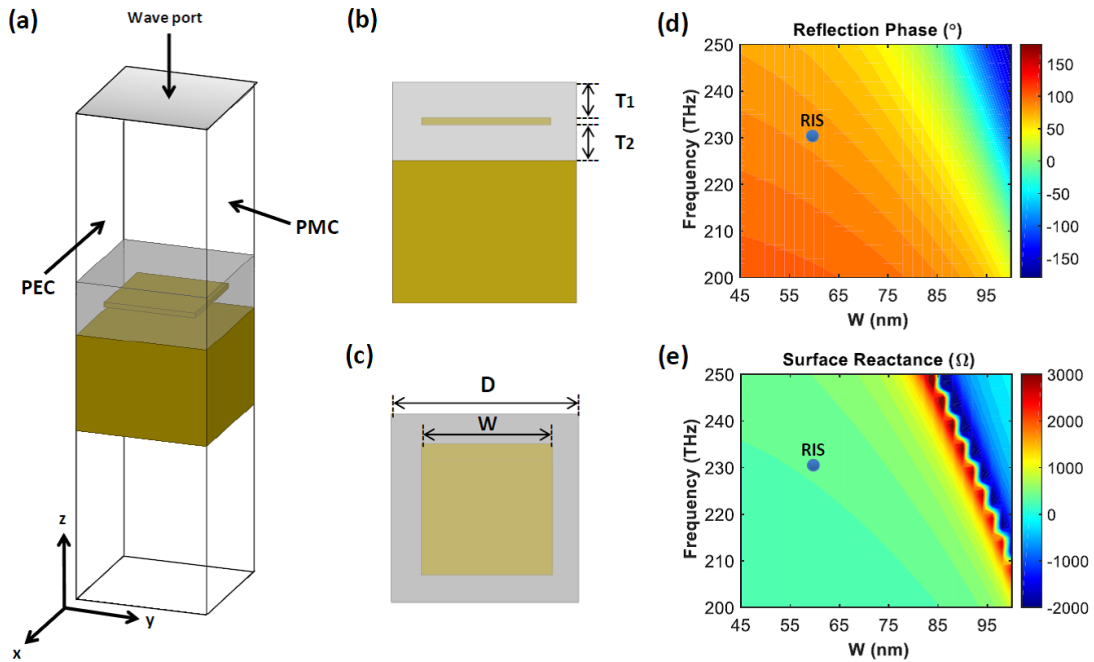 (a)
Wave port
PEC
PMC
z
y
x
(b)
T1
T2
(c)
D
W
(d)
Reflection Phase (°)
Frequency (THz)
250
240
230
220
210
200
RIS
45 55 65 75 85 95
W (nm)
150
100
50
0
-50
-100
-150
(e)
Surface Reactance (Ω)
Frequency (THz)
250
240
230
220
210
200
RIS
45 55 65 75 85 95
W (nm)
3000
2000
1000
0
-1000
-2000